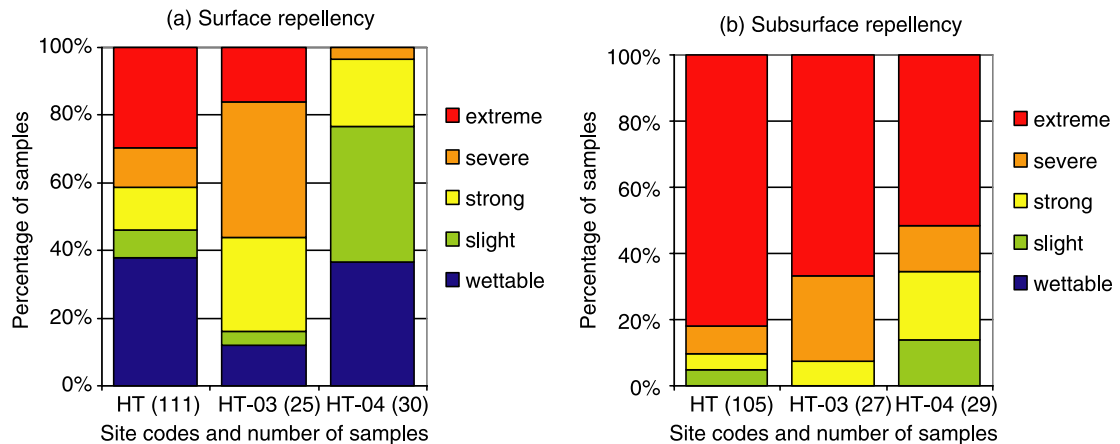 (a) Surface repellency
100%
80%
60%
40%
20%
0%
Percentage of samples
HT (111) HT-03 (25) HT-04 (30)
Site codes and number of samples
extreme
severe
strong
slight
wettable
(b) Subsurface repellency
100%
80%
60%
40%
20%
0%
Percentage of samples
HT (105) HT-03 (27) HT-04 (29)
Site codes and number of samples
extreme
severe
strong
slight
wettable